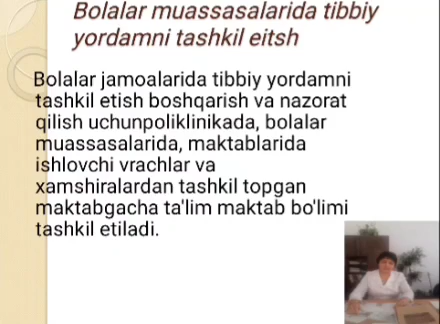 Bolalar muassasalarida tibbiy
yordamni tashkil eitsh
Bolalar jamoalarida tibbiy yordamni
tashkil etish boshqarish va nazorat
qilish uchunpoliklinikada, bolalar
muassasalarida, maktablarida
ishlovchi vrachlar va
xamshiralardan tashkil topgan
maktabgacha ta'lim maktab bo'limi
tashkil etiladi.